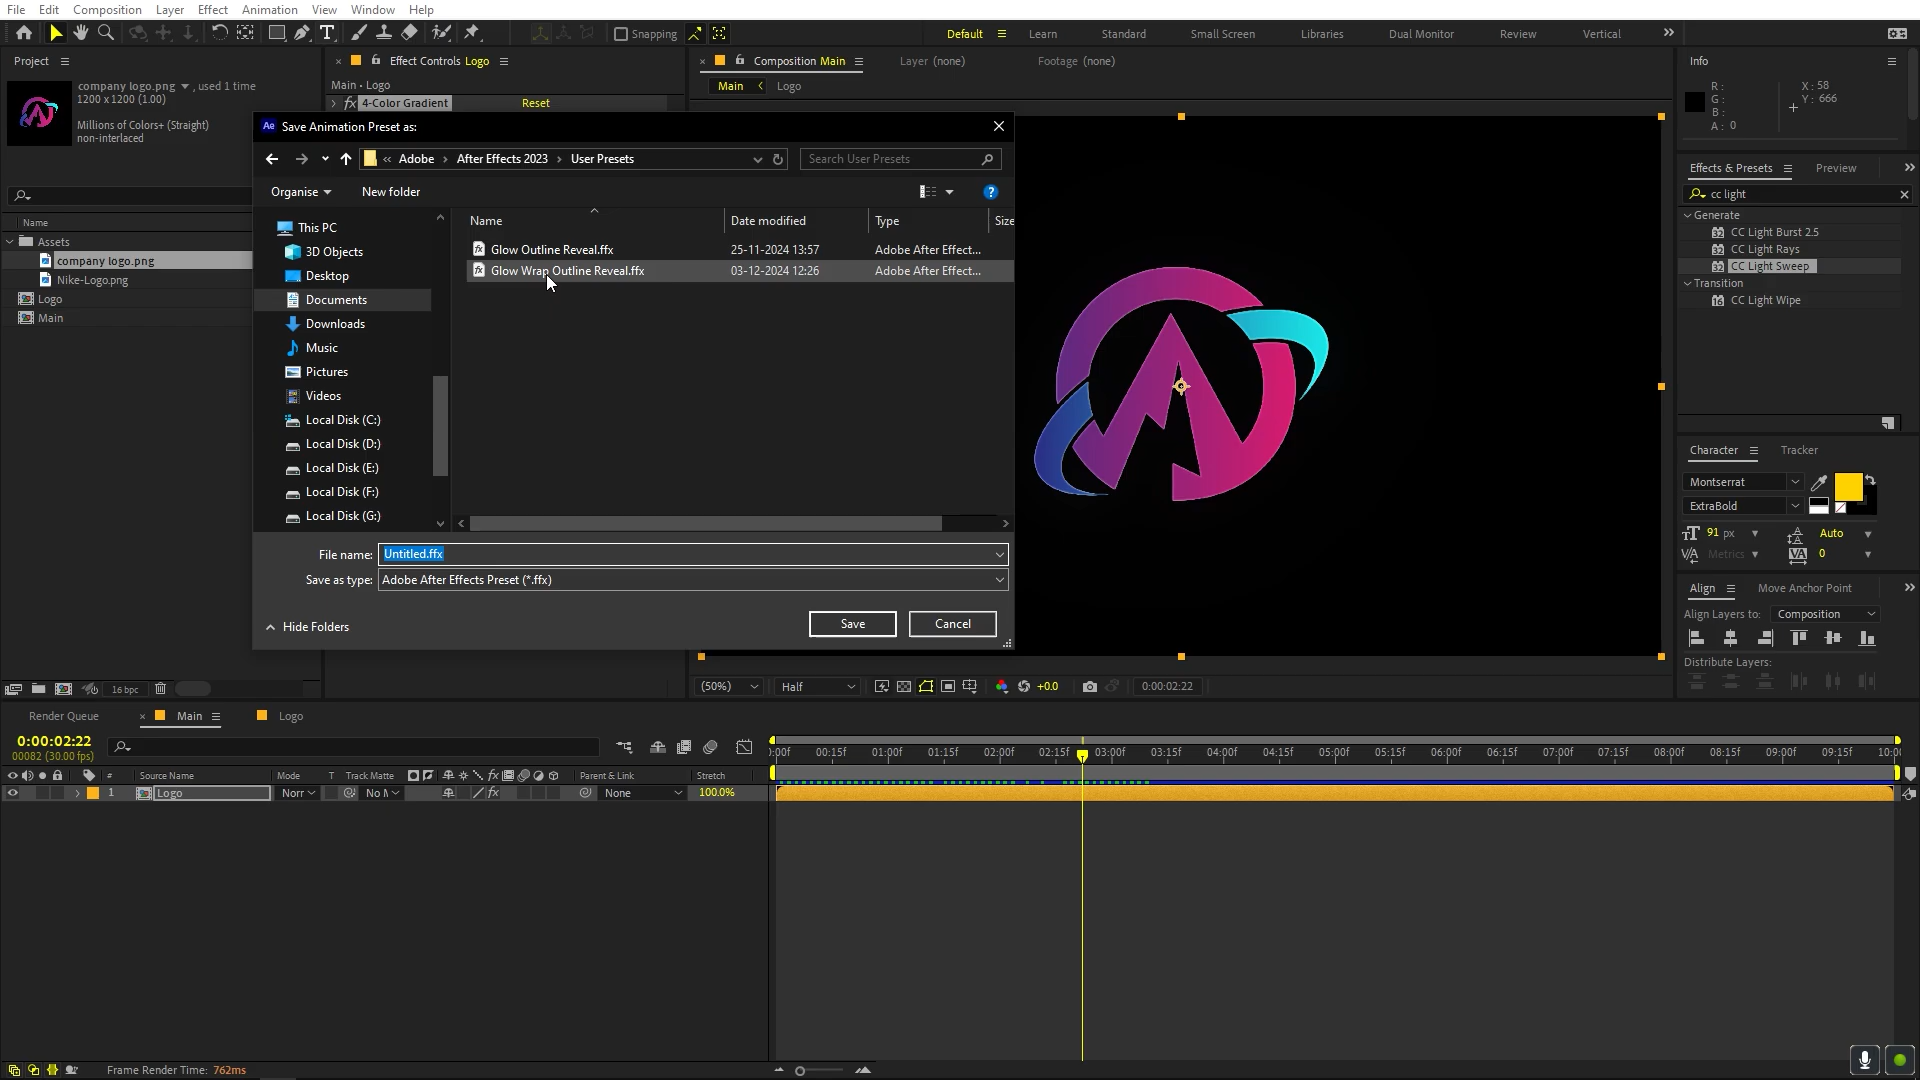 File Edit Composition Layer Effect Animation View Window Help
Snapping
Default Learn Standard Small Screen Libraries Dual Monitor Review Vertical
Project
Effect Controls Logo
Composition Main
Layer (none)
Footage (none)
Info
company logo.png , used 1 time
1200 x 1200 (1.00)
Millions of Colors+ (Straight)
non-interlaced
Main • Logo
fx 4-Color Gradient Reset
Main Logo
R:
G:
B:
A: 0
X: 58
Y: 666
Ae Save Animation Preset as:
Adobe After Effects 2023 User Presets
Search User Presets
Organise New folder
Name Date modified Type Size
This PC
3D Objects
Desktop
Documents
Downloads
Music
Pictures
Videos
Local Disk (C:)
Local Disk (D:)
Local Disk (E:)
Local Disk (F:)
Local Disk (G:)
Glow Outline Reveal.ffx 25-11-2024 13:57 Adobe After Effect...
Glow Wrap Outline Reveal.ffx 03-12-2024 12:26 Adobe After Effect...
File name: Untitled.ffx
Save as type: Adobe After Effects Preset (*.ffx)
Hide Folders
Save Cancel
Name
Assets
company logo.png
Nike-Logo.png
Logo
Main
16 bpc
Effects & Presets Preview
cc light
Generate
CC Light Burst 2.5
CC Light Rays
CC Light Sweep
Transition
CC Light Wipe
Character Tracker
Montserrat
ExtraBold
91 px Auto
Metrics 0
Align Move Anchor Point
Align Layers to: Composition
Distribute Layers:
(50%) Half +0.0 0:00:02:22
Render Queue Main Logo
0:00:02:22
00082 (30.00 fps)
:00f 00:15f 01:00f 01:15f 02:00f 02:15f 03:00f 03:15f 04:00f 04:15f 05:00f 05:15f 06:00f 06:15f 07:00f 07:15f 08:00f 08:15f 09:00f 09:15f 10:0
# Source Name Mode T Track Matte fx Parent & Link Stretch
1 Logo Norr No M fx None 100.0%
Frame Render Time: 762ms